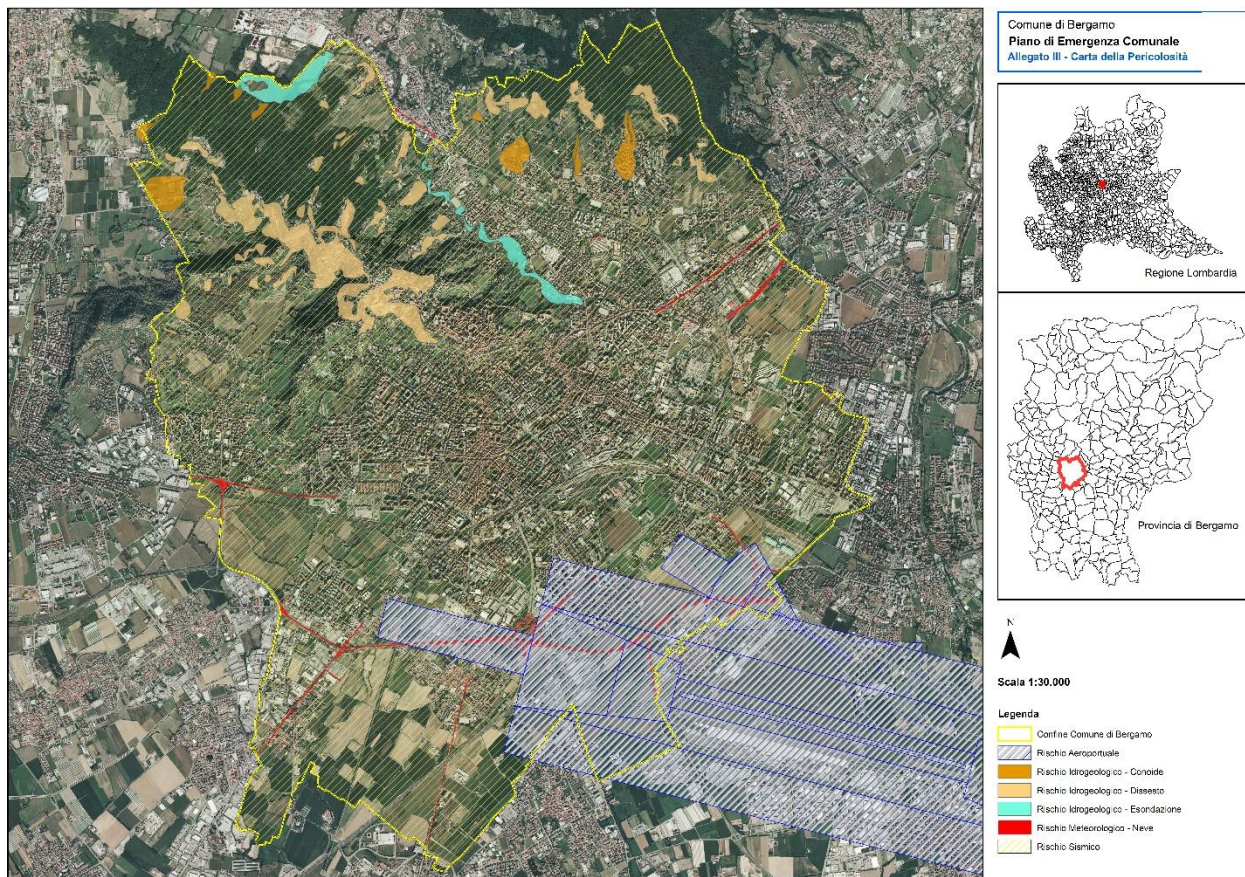 Comune di Bergamo
Piano di Emergenza Comunale
Allegato III - Carta della Pericolosità
Regione Lombardia
Provincia di Bergamo
N
Scala 1:30.000
Legenda
Confine Comune di Bergamo
Rischio Aeroportuale
Rischio Idrogeologico - Conoide
Rischio Idrogeologico - Dissesto
Rischio Idrogeologico - Esondazione
Rischio Meteorologico - Neve
Rischio Sismico